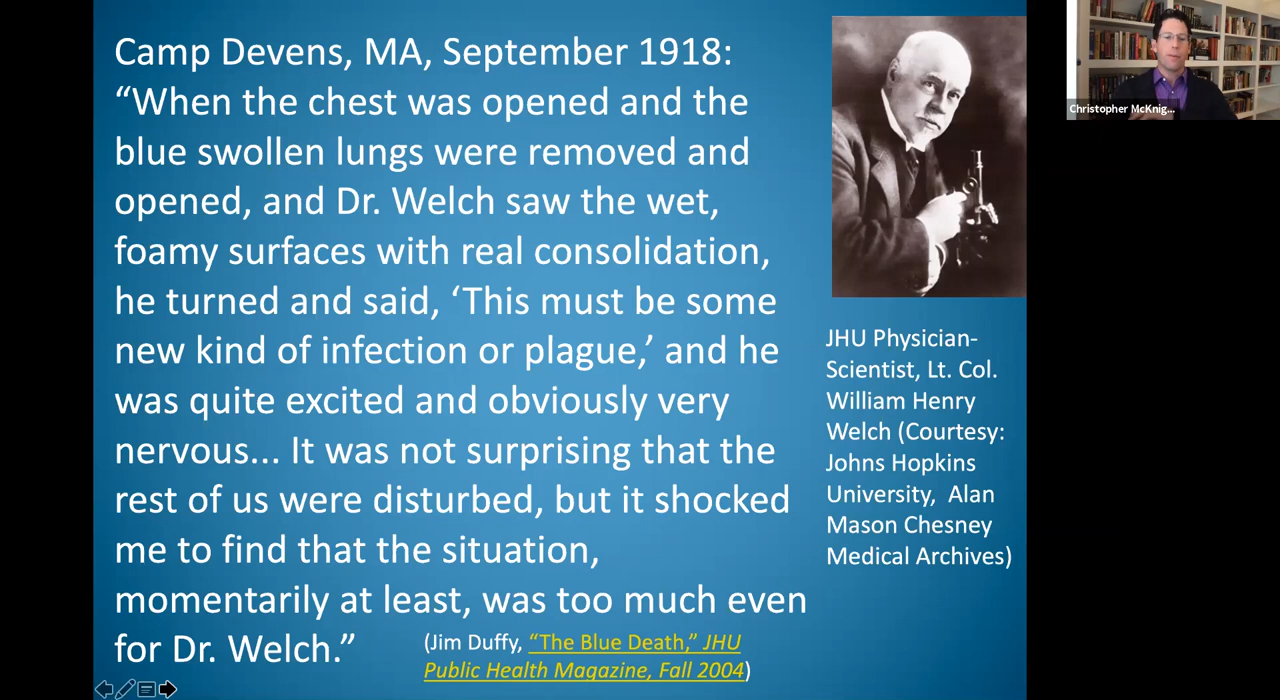 Camp Devens, MA, September 1918:
“When the chest was opened and the
blue swollen lungs were removed and
opened, and Dr. Welch saw the wet,
foamy surfaces with real consolidation,
he turned and said, ‘This must be some
new kind of infection or plague,’ and he
was quite excited and obviously very
nervous... It was not surprising that the
rest of us were disturbed, but it shocked
me to find that the situation,
momentarily at least, was too much even
for Dr. Welch.”
(Jim Duffy, “The Blue Death,” JHU
Public Health Magazine, Fall 2004)
JHU Physician-
Scientist, Lt. Col.
William Henry
Welch (Courtesy:
Johns Hopkins
University,  Alan
Mason Chesney
Medical Archives)
Christopher McKnig...